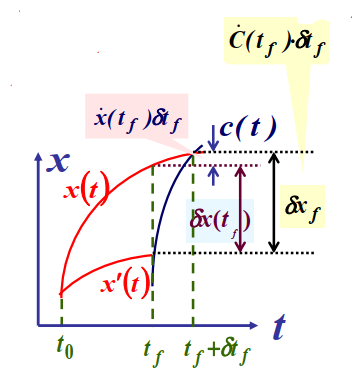 Ċ(t_f)·δt_f
ẋ(t_f)δt_f
c(t)
x
x(t)
δx(t_f)
δx_f
x'(t)
t
t_0
t_f
t_f+δt_f